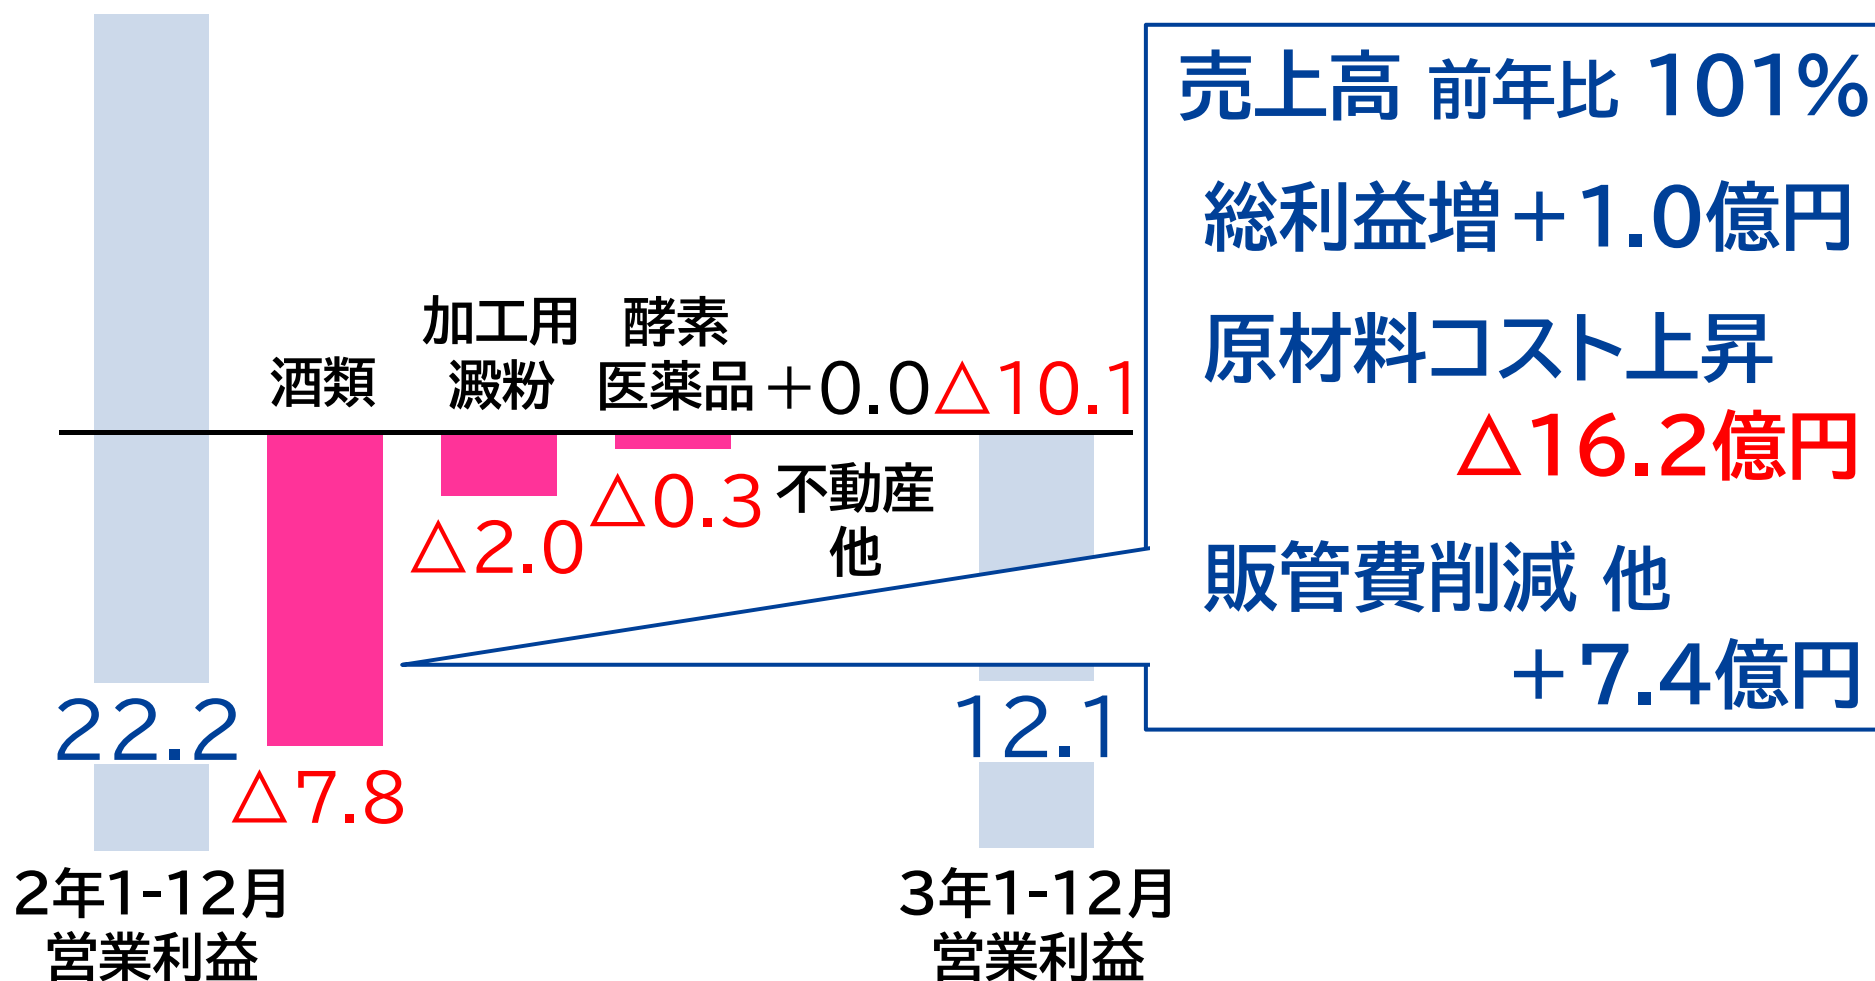 売上高 前年比 101%
総利益増+1.0億円
原材料コスト上昇
△16.2億円
販管費削減 他
+7.4億円
酒類
加工用
澱粉
酵素
医薬品
+0.0
△10.1
不動産
他
△0.3
△2.0
△7.8
22.2
12.1
2年1-12月
営業利益
3年1-12月
営業利益